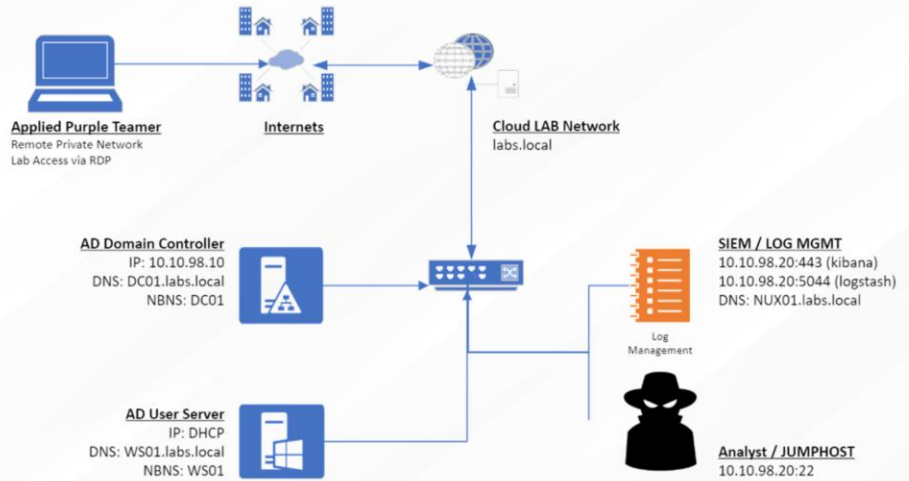 Applied Purple Teamer
Remote Private Network
Lab Access via RDP
Internets
Cloud LAB Network
labs.local
AD Domain Controller
IP: 10.10.98.10
DNS: DC01.labs.local
NBNS: DC01
SIEM / LOG MGMT
10.10.98.20:443 (kibana)
10.10.98.20:5044 (logstash)
DNS: NUX01.labs.local
Log
Management
AD User Server
IP: DHCP
DNS: WS01.labs.local
NBNS: WS01
Analyst / JUMPHOST
10.10.98.20:22